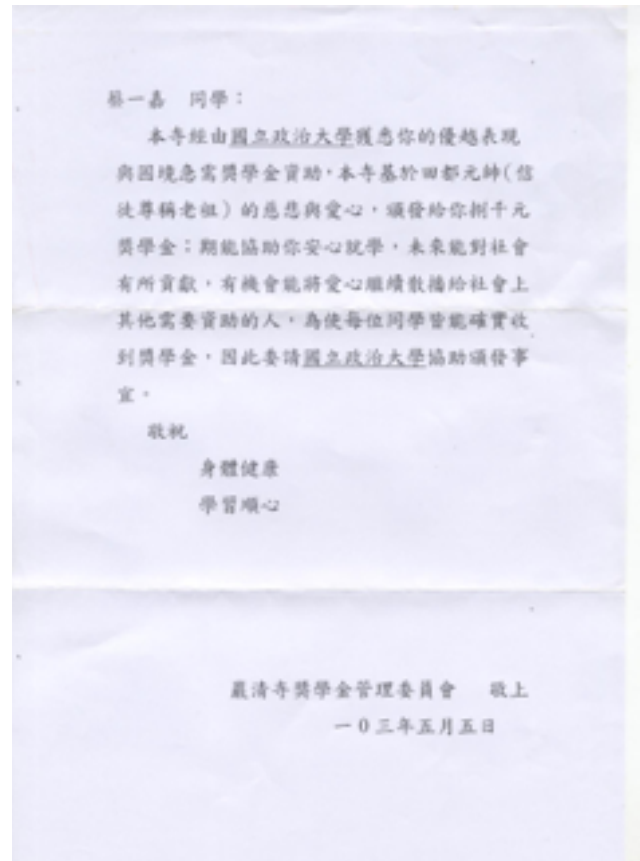 蔡一嘉 同學：
本寺經由國立政治大學獲悉你的優越表現
與困境急需獎學金資助，本寺基於田都元帥（信
徒尊稱老祖）的慈悲與愛心，頒發給你捌千元
獎學金；期能協助你安心就學，未來能對社會
有所貢獻，有機會能將愛心繼續散播給社會上
其他需要資助的人。為使每位同學皆能確實收
到獎學金，因此委請國立政治大學協助頒發事
宜。
敬祝
身體健康
學習順心
嚴清寺獎學金管理委員會 敬上
一０三年五月五日